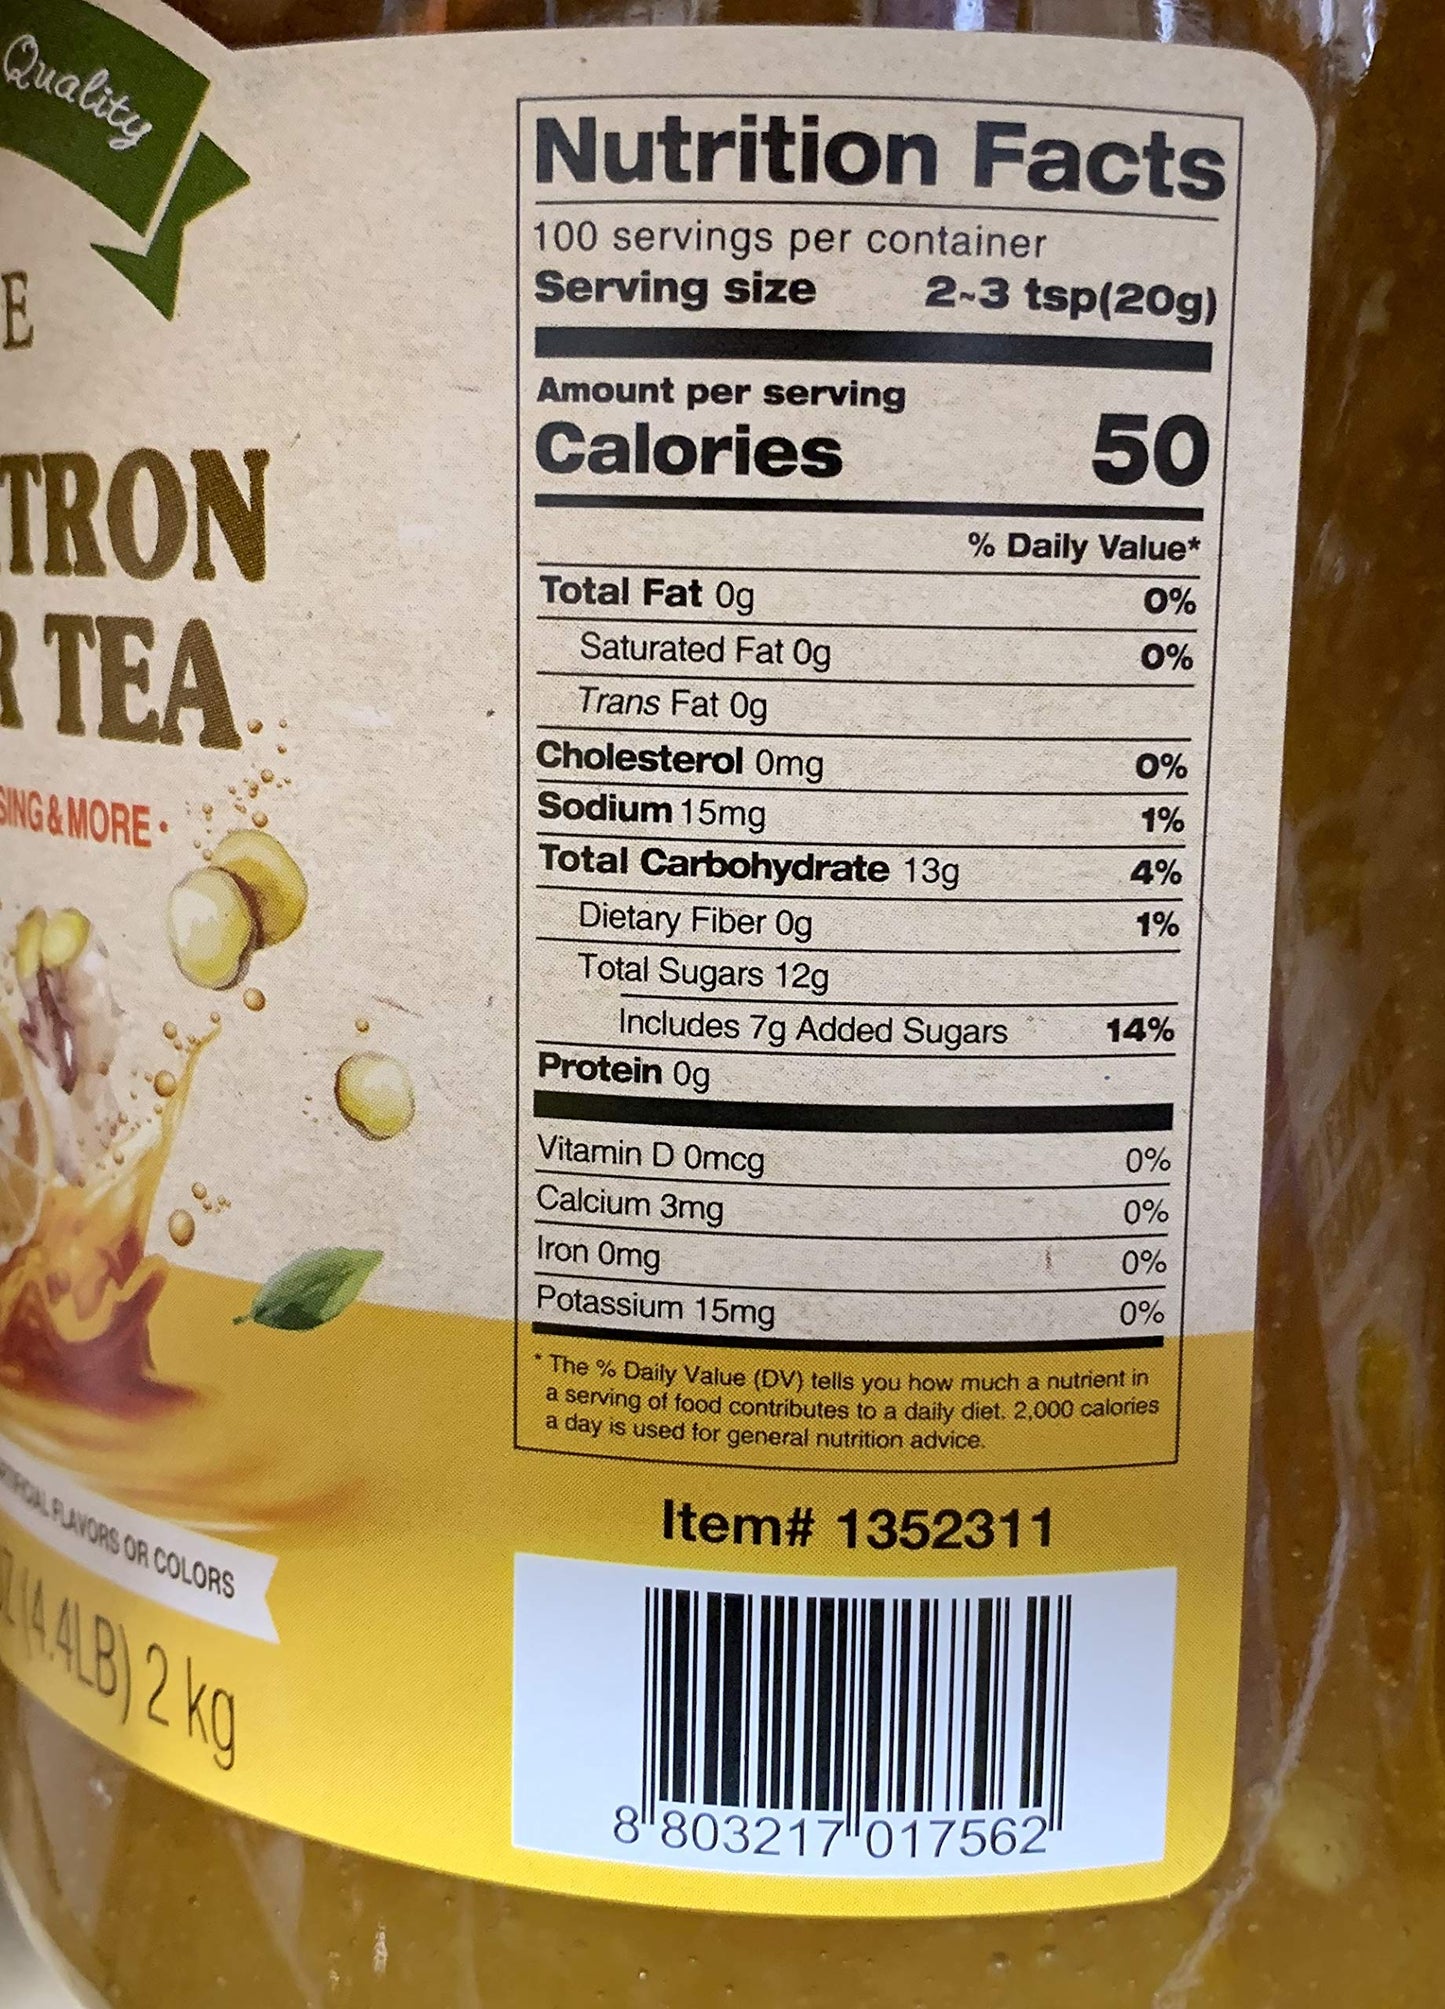 Quality
E
TRON
R TEA
SING & MORE •
FLAVORS OR COLORS
(4.4LB) 2 kg
Nutrition Facts
100 servings per container
Serving size 2~3 tsp(20g)
Amount per serving
Calories 50
% Daily Value*
Total Fat 0g 0%
Saturated Fat 0g 0%
Trans Fat 0g
Cholesterol 0mg 0%
Sodium 15mg 1%
Total Carbohydrate 13g 4%
Dietary Fiber 0g 1%
Total Sugars 12g
Includes 7g Added Sugars 14%
Protein 0g
Vitamin D 0mcg 0%
Calcium 3mg 0%
Iron 0mg 0%
Potassium 15mg 0%
* The % Daily Value (DV) tells you how much a nutrient in
a serving of food contributes to a daily diet. 2,000 calories
a day is used for general nutrition advice.
Item# 1352311
8 803217 017562